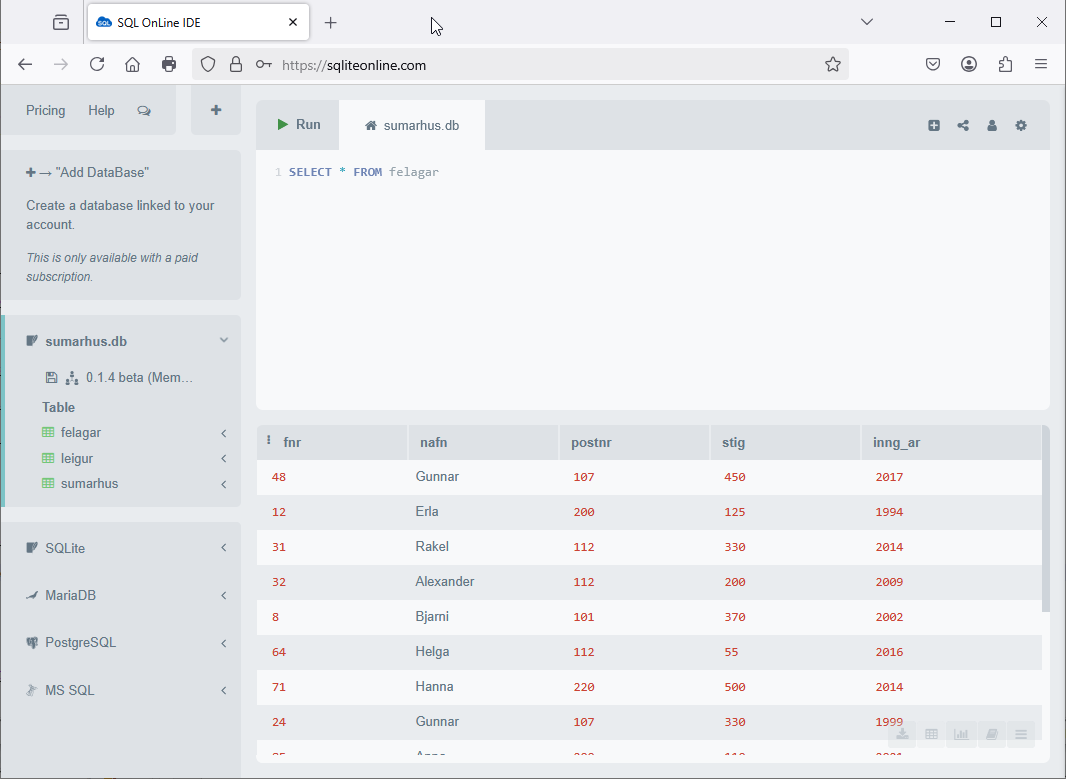 SQL OnLine IDE
https://sqliteonline.com
Pricing Help
"Add DataBase"
Create a database linked to your
account.
This is only available with a paid
subscription.
sumarhus.db
0.1.4 beta (Mem…
Table
felagar
leigur
sumarhus
SQLite
MariaDB
PostgreSQL
MS SQL
Run sumarhus.db
1 SELECT * FROM felagar
fnr nafn postnr stig inng_ar
48 Gunnar 107 450 2017
12 Erla 200 125 1994
31 Rakel 112 330 2014
32 Alexander 112 200 2009
8 Bjarni 101 370 2002
64 Helga 112 55 2016
71 Hanna 220 500 2014
24 Gunnar 107 330 1999